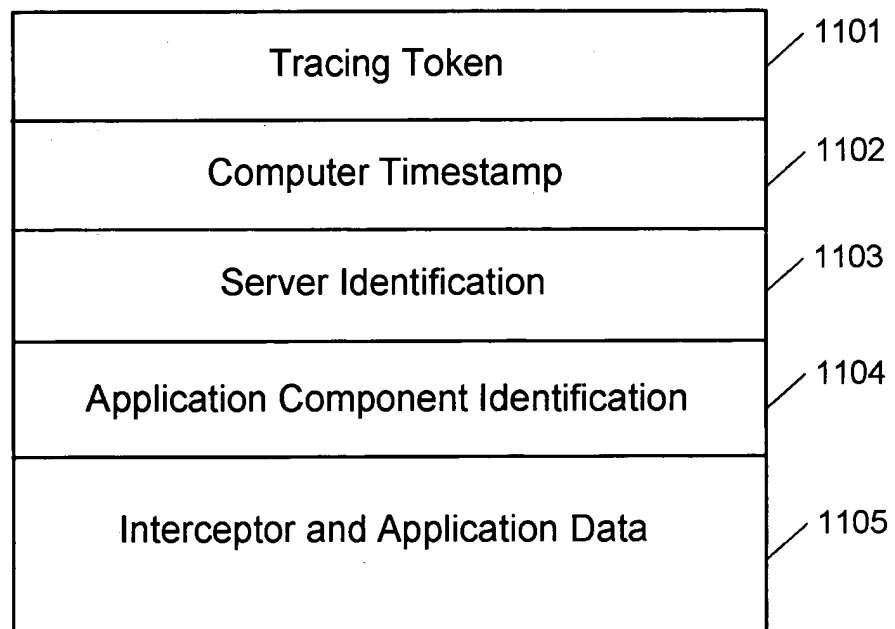 Tracing Token
1101
Computer Timestamp
1102
Server Identification
1103
Application Component Identification
1104
Interceptor and Application Data
1105